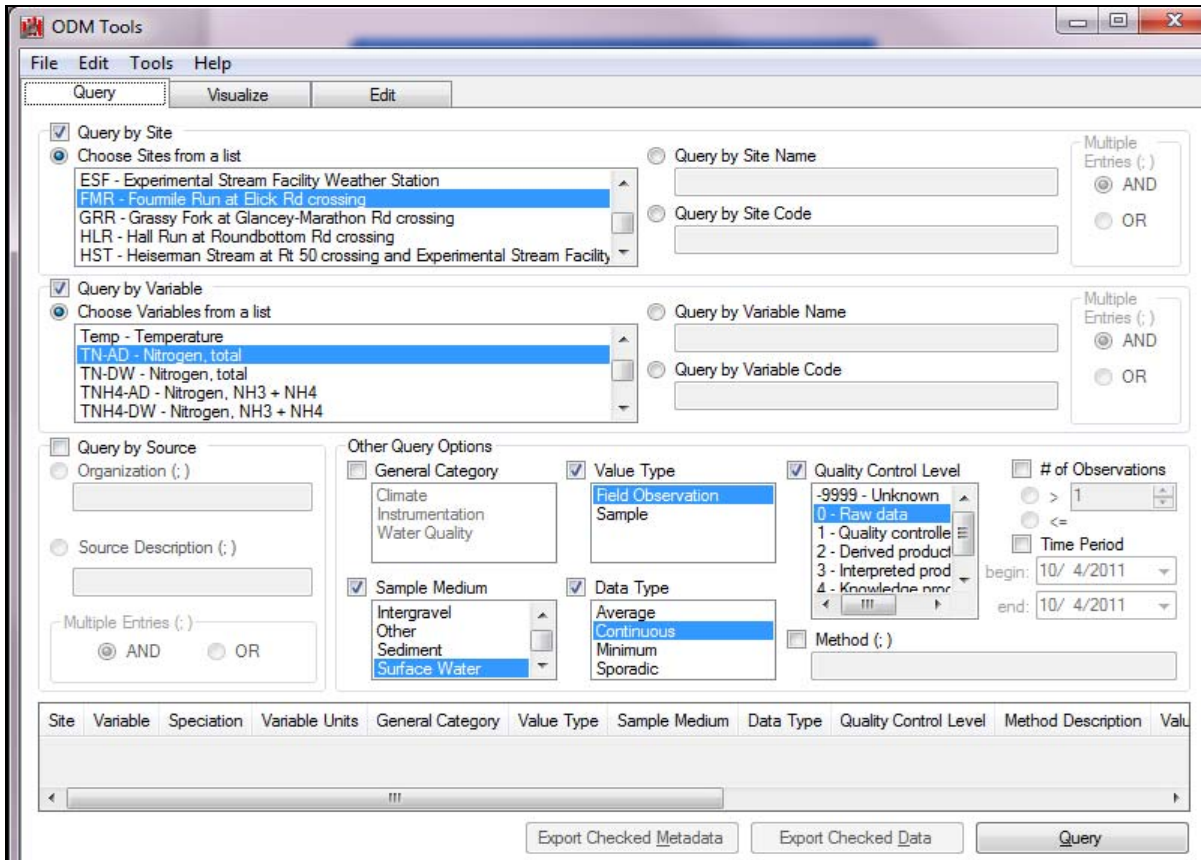 ODM Tools
File Edit Tools Help
Query Visualize Edit
Query by Site
Choose Sites from a list
ESF - Experimental Stream Facility Weather Station
FMR - Fourmile Run at Elick Rd crossing
GRR - Grassy Fork at Glancey-Marathon Rd crossing
HLR - Hall Run at Roundbottom Rd crossing
HST - Heiserman Stream at Rt 50 crossing and Experimental Stream Facility
Query by Site Name
Query by Site Code
Multiple
Entries (; )
AND
OR
Query by Variable
Choose Variables from a list
Temp - Temperature
TN-AD - Nitrogen, total
TN-DW - Nitrogen, total
TNH4-AD - Nitrogen, NH3 + NH4
TNH4-DW - Nitrogen, NH3 + NH4
Query by Variable Name
Query by Variable Code
Multiple
Entries (; )
AND
OR
Query by Source
Organization (; )
Source Description (; )
Multiple Entries (; )
AND OR
Other Query Options
General Category
Climate
Instrumentation
Water Quality
Value Type
Field Observation
Sample
Quality Control Level
-9999 - Unknown
0 - Raw data
1 - Quality controlle
2 - Derived product
3 - Interpreted prod
4 - Knowledge proc
# of Observations
> 1
<=
Time Period
begin: 10/ 4/2011
end: 10/ 4/2011
Sample Medium
Intergravel
Other
Sediment
Surface Water
Data Type
Average
Continuous
Minimum
Sporadic
Method (; )
Site Variable Speciation Variable Units General Category Value Type Sample Medium Data Type Quality Control Level Method Description Valu
Export Checked Metadata Export Checked Data Query